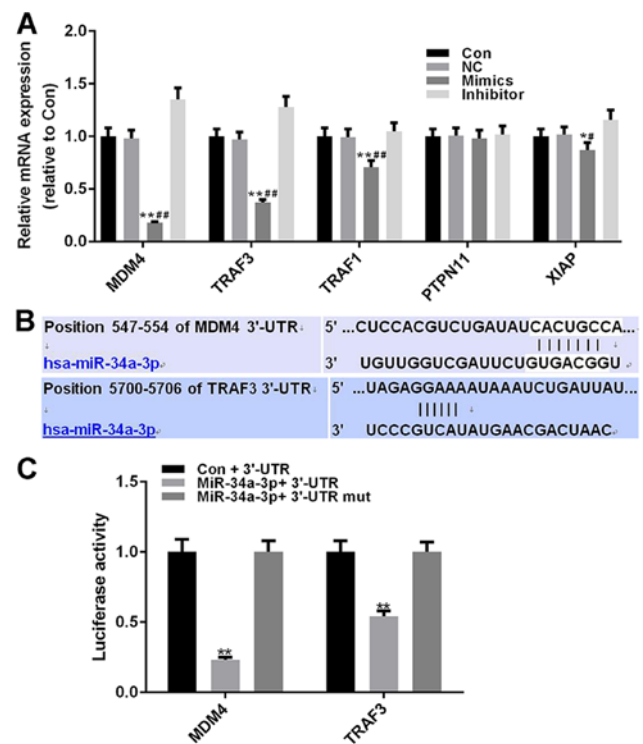 A
Relative mRNA expression
(relative to Con)
2.0
1.5
1.0
0.5
0.0
Con
NC
Mimics
Inhibitor
**##
**##
**##
*#
MDM4
TRAF3
TRAF1
PTPN11
XIAP
B
Position 547-554 of MDM4 3'-UTR
5' ...CUCCACGUCUGAUAUCACUGCCA...
hsa-miR-34a-3p
3' UGUUGGUCGAUUCUGUGACGGU
Position 5700-5706 of TRAF3 3'-UTR
5' ...UAGAGGAAAAUAAAUCUGAUUAU...
hsa-miR-34a-3p
3' UCCCGUCAUAUGAACGACUAAC
C
Luciferase activity
1.5
1.0
0.5
0.0
Con + 3'-UTR
MiR-34a-3p+ 3'-UTR
MiR-34a-3p+ 3'-UTR mut
**
**
MDM4
TRAF3